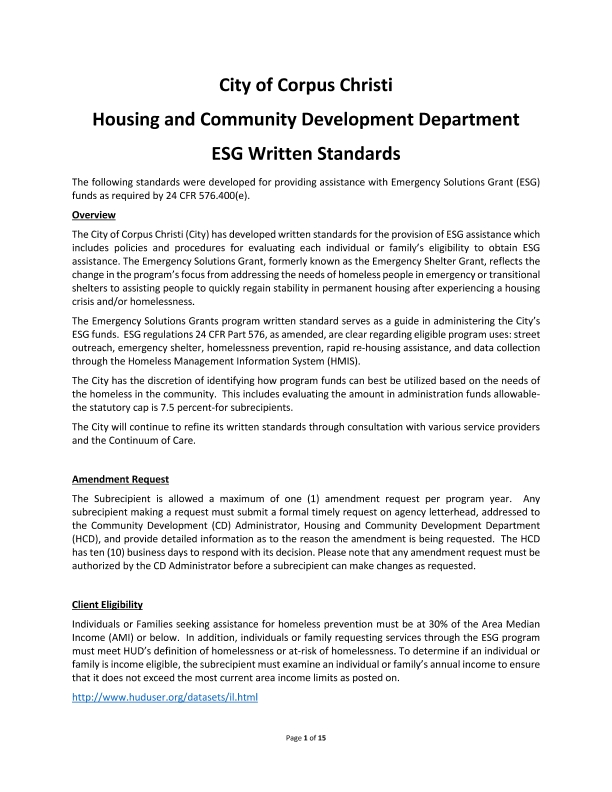 City of Corpus Christi
Housing and Community Development Department
ESG Written Standards
The following standards were developed for providing assistance with Emergency Solutions Grant (ESG)
funds as required by 24 CFR 576.400(e).
Overview
The City of Corpus Christi (City) has developed written standards for the provision of ESG assistance which
includes policies and procedures for evaluating each individual or family's eligibility to obtain ESG
assistance. The Emergency Solutions Grant, formerly known as the Emergency Shelter Grant, reflects the
change in the program's focus from addressing the needs of homeless people in emergency or transitional
shelters to assisting people to quickly regain stability in permanent housing after experiencing a housing
crisis and/or homelessness.
The Emergency Solutions Grants program written standard serves as a guide in administering the City's
ESG funds. ESG regulations 24 CFR Part 576, as amended, are clear regarding eligible program uses: street
outreach, emergency shelter, homelessness prevention, rapid re-housing assistance, and data collection
through the Homeless Management Information System (HMIS).
The City has the discretion of identifying how program funds can best be utilized based on the needs of
the homeless in the community. This includes evaluating the amount in administration funds allowable-
the statutory cap is 7.5 percent-for subrecipients.
The City will continue to refine its written standards through consultation with various service providers
and the Continuum of Care.
Amendment Request
The Subrecipient is allowed a maximum of one (1) amendment request per program year. Any
subrecipient making a request must submit a formal timely request on agency letterhead, addressed to
the Community Development (CD) Administrator, Housing and Community Development Department
(HCD), and provide detailed information as to the reason the amendment is being requested. The HCD
has ten (10) business days to respond with its decision. Please note that any amendment request must be
authorized by the CD Administrator before a subrecipient can make changes as requested.
Client Eligibility
Individuals or Families seeking assistance for homeless prevention must be at 30% of the Area Median
Income (AMI) or below. In addition, individuals or family requesting services through the ESG program
must meet HUD's definition of homelessness or at-risk of homelessness. To determine if an individual or
family is income eligible, the subrecipient must examine an individual or family's annual income to ensure
that it does not exceed the most current area income limits as posted on.
http://www.huduser.org/datasets/il.html
Page 1 of 15